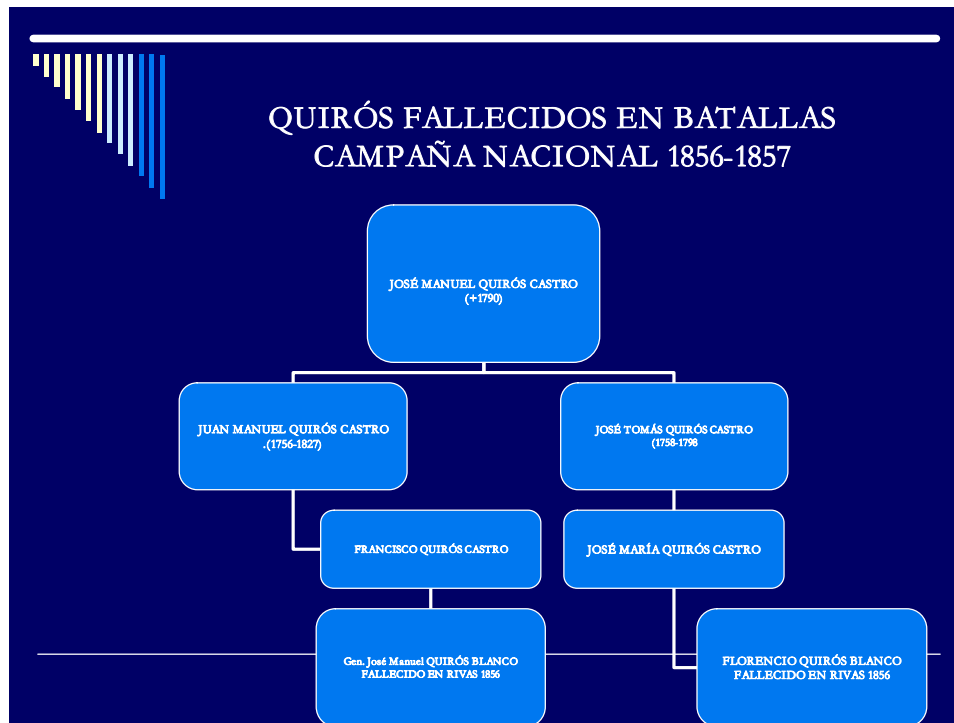 QUIRÓS FALLECIDOS EN BATALLAS
CAMPAÑA NACIONAL 1856-1857
JOSÉ MANUEL QUIRÓS CASTRO
(+1790)
JUAN MANUEL QUIRÓS CASTRO
.(1756-1827)
JOSÉ TOMÁS QUIRÓS CASTRO
(1758-1798
FRANCISCO QUIRÓS CASTRO
JOSÉ MARÍA QUIRÓS CASTRO
Gen. José Manuel QUIRÓS BLANCO
FALLECIDO EN RIVAS 1856
FLORENCIO QUIRÓS BLANCO
FALLECIDO EN RIVAS 1856